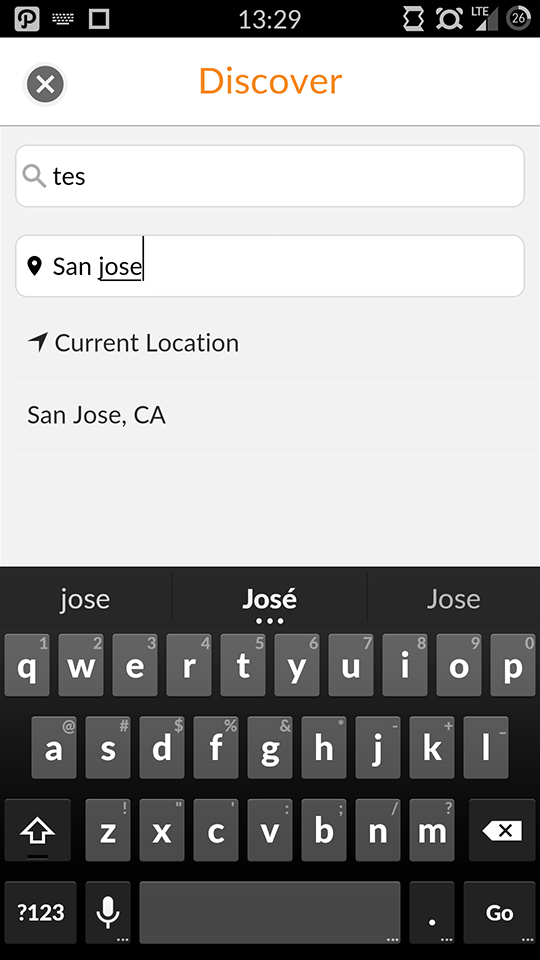 13:29 LTE 26
Discover
tes
San jose
Current Location
San Jose, CA
jose José Jose
1 2 3 4 5 6 7 8 9 0
q w e r t y u i o p
@ # $ % & * - + _
a s d f g h j k l
! " ' : ; / ?
z x c v b n m
?123 . Go